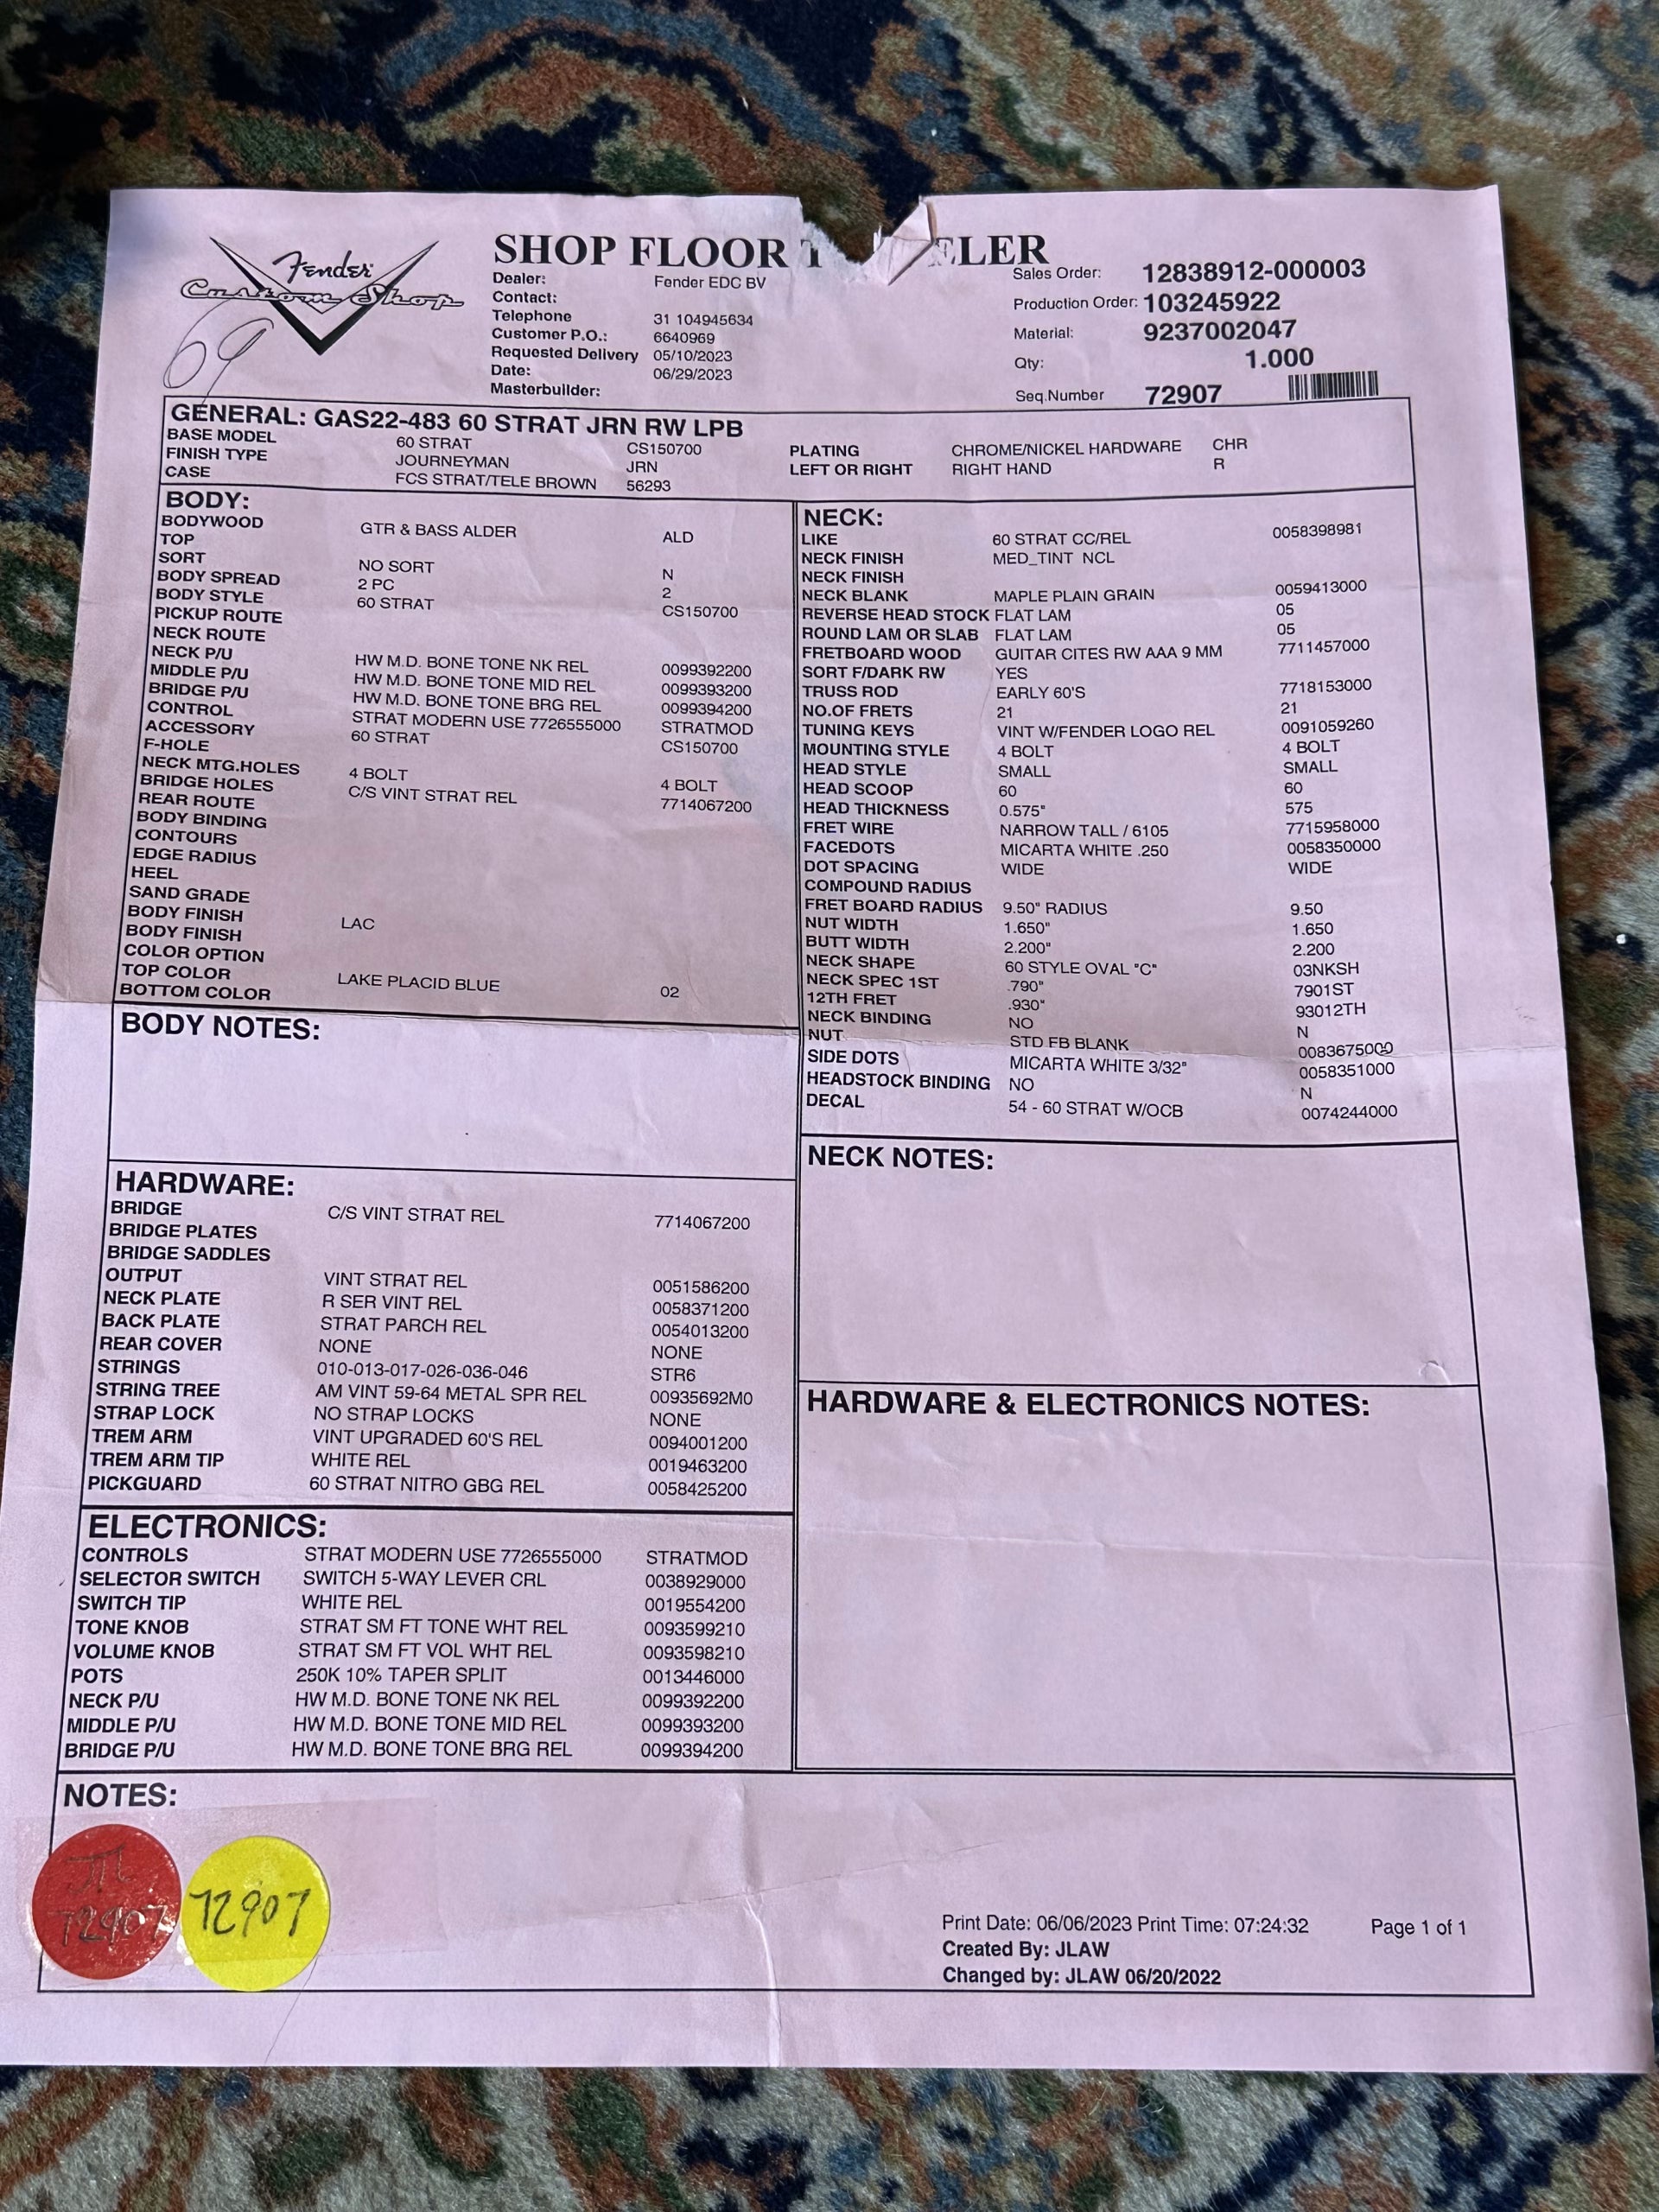 Fender
Custom Shop
69
SHOP FLOOR T ELER
Dealer: Fender EDC BV
Contact:
Telephone 31 104945634
Customer P.O.: 6640969
Requested Delivery 05/10/2023
Date: 06/29/2023
Masterbuilder:
Sales Order: 12838912-000003
Production Order: 103245922
Material: 9237002047
Qty: 1.000
Seq.Number 72907
GENERAL: GAS22-483 60 STRAT JRN RW LPB
BASE MODEL 60 STRAT CS150700
FINISH TYPE JOURNEYMAN JRN
CASE FCS STRAT/TELE BROWN 56293
PLATING CHROME/NICKEL HARDWARE CHR
LEFT OR RIGHT RIGHT HAND R
BODY:
BODYWOOD GTR & BASS ALDER ALD
TOP
SORT NO SORT N
BODY SPREAD 2 PC 2
BODY STYLE 60 STRAT CS150700
PICKUP ROUTE
NECK ROUTE
NECK P/U HW M.D. BONE TONE NK REL 0099392200
MIDDLE P/U HW M.D. BONE TONE MID REL 0099393200
BRIDGE P/U HW M.D. BONE TONE BRG REL 0099394200
CONTROL STRAT MODERN USE 7726555000 STRATMOD
ACCESSORY 60 STRAT CS150700
F-HOLE
NECK MTG.HOLES 4 BOLT 4 BOLT
BRIDGE HOLES C/S VINT STRAT REL 7714067200
REAR ROUTE
BODY BINDING
CONTOURS
EDGE RADIUS
HEEL
SAND GRADE
BODY FINISH LAC
BODY FINISH
COLOR OPTION
TOP COLOR LAKE PLACID BLUE 02
BOTTOM COLOR
BODY NOTES:
HARDWARE:
BRIDGE C/S VINT STRAT REL 7714067200
BRIDGE PLATES
BRIDGE SADDLES
OUTPUT VINT STRAT REL 0051586200
NECK PLATE R SER VINT REL 0058371200
BACK PLATE STRAT PARCH REL 0054013200
REAR COVER NONE NONE
STRINGS 010-013-017-026-036-046 STR6
STRING TREE AM VINT 59-64 METAL SPR REL 00935692M0
STRAP LOCK NO STRAP LOCKS NONE
TREM ARM VINT UPGRADED 60'S REL 0094001200
TREM ARM TIP WHITE REL 0019463200
PICKGUARD 60 STRAT NITRO GBG REL 0058425200
ELECTRONICS:
CONTROLS STRAT MODERN USE 7726555000 STRATMOD
SELECTOR SWITCH SWITCH 5-WAY LEVER CRL 0038929000
SWITCH TIP WHITE REL 0019554200
TONE KNOB STRAT SM FT TONE WHT REL 0093599210
VOLUME KNOB STRAT SM FT VOL WHT REL 0093598210
POTS 250K 10% TAPER SPLIT 0013446000
NECK P/U HW M.D. BONE TONE NK REL 0099392200
MIDDLE P/U HW M.D. BONE TONE MID REL 0099393200
BRIDGE P/U HW M.D. BONE TONE BRG REL 0099394200
NECK:
LIKE 60 STRAT CC/REL 0058398981
NECK FINISH MED_TINT NCL
NECK FINISH
NECK BLANK MAPLE PLAIN GRAIN 0059413000
REVERSE HEAD STOCK FLAT LAM 05
ROUND LAM OR SLAB FLAT LAM 05
FRETBOARD WOOD GUITAR CITES RW AAA 9 MM 7711457000
SORT F/DARK RW YES
TRUSS ROD EARLY 60'S 7718153000
NO.OF FRETS 21 21
TUNING KEYS VINT W/FENDER LOGO REL 0091059260
MOUNTING STYLE 4 BOLT 4 BOLT
HEAD STYLE SMALL SMALL
HEAD SCOOP 60 60
HEAD THICKNESS 0.575" 575
FRET WIRE NARROW TALL / 6105 7715958000
FACEDOTS MICARTA WHITE .250 0058350000
DOT SPACING WIDE WIDE
COMPOUND RADIUS
FRET BOARD RADIUS 9.50" RADIUS 9.50
NUT WIDTH 1.650" 1.650
BUTT WIDTH 2.200" 2.200
NECK SHAPE 60 STYLE OVAL "C" 03NKSH
NECK SPEC 1ST .790" 7901ST
12TH FRET .930" 93012TH
NECK BINDING NO N
NUT STD FB BLANK 0083675000
SIDE DOTS MICARTA WHITE 3/32" 0058351000
HEADSTOCK BINDING NO N
DECAL 54 - 60 STRAT W/OCB 0074244000
NECK NOTES:
HARDWARE & ELECTRONICS NOTES:
NOTES:
72907
72907
Print Date: 06/06/2023 Print Time: 07:24:32 Page 1 of 1
Created By: JLAW
Changed by: JLAW 06/20/2022